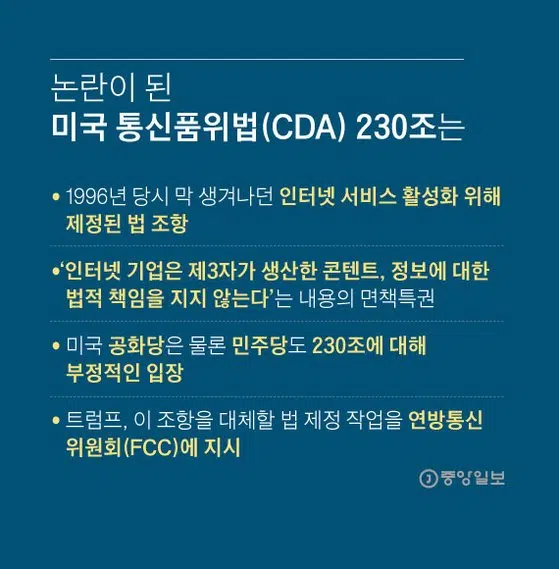 논란이 된
미국 통신품위법(CDA) 230조는
• 1996년 당시 막 생겨나던 인터넷 서비스 활성화 위해
제정된 법 조항
•‘인터넷 기업은 제3자가 생산한 콘텐트, 정보에 대한
법적 책임을 지지 않는다’는 내용의 면책특권
• 미국 공화당은 물론 민주당도 230조에 대해
부정적인 입장
• 트럼프, 이 조항을 대체할 법 제정 작업을 연방통신
위원회(FCC)에 지시
중앙일보